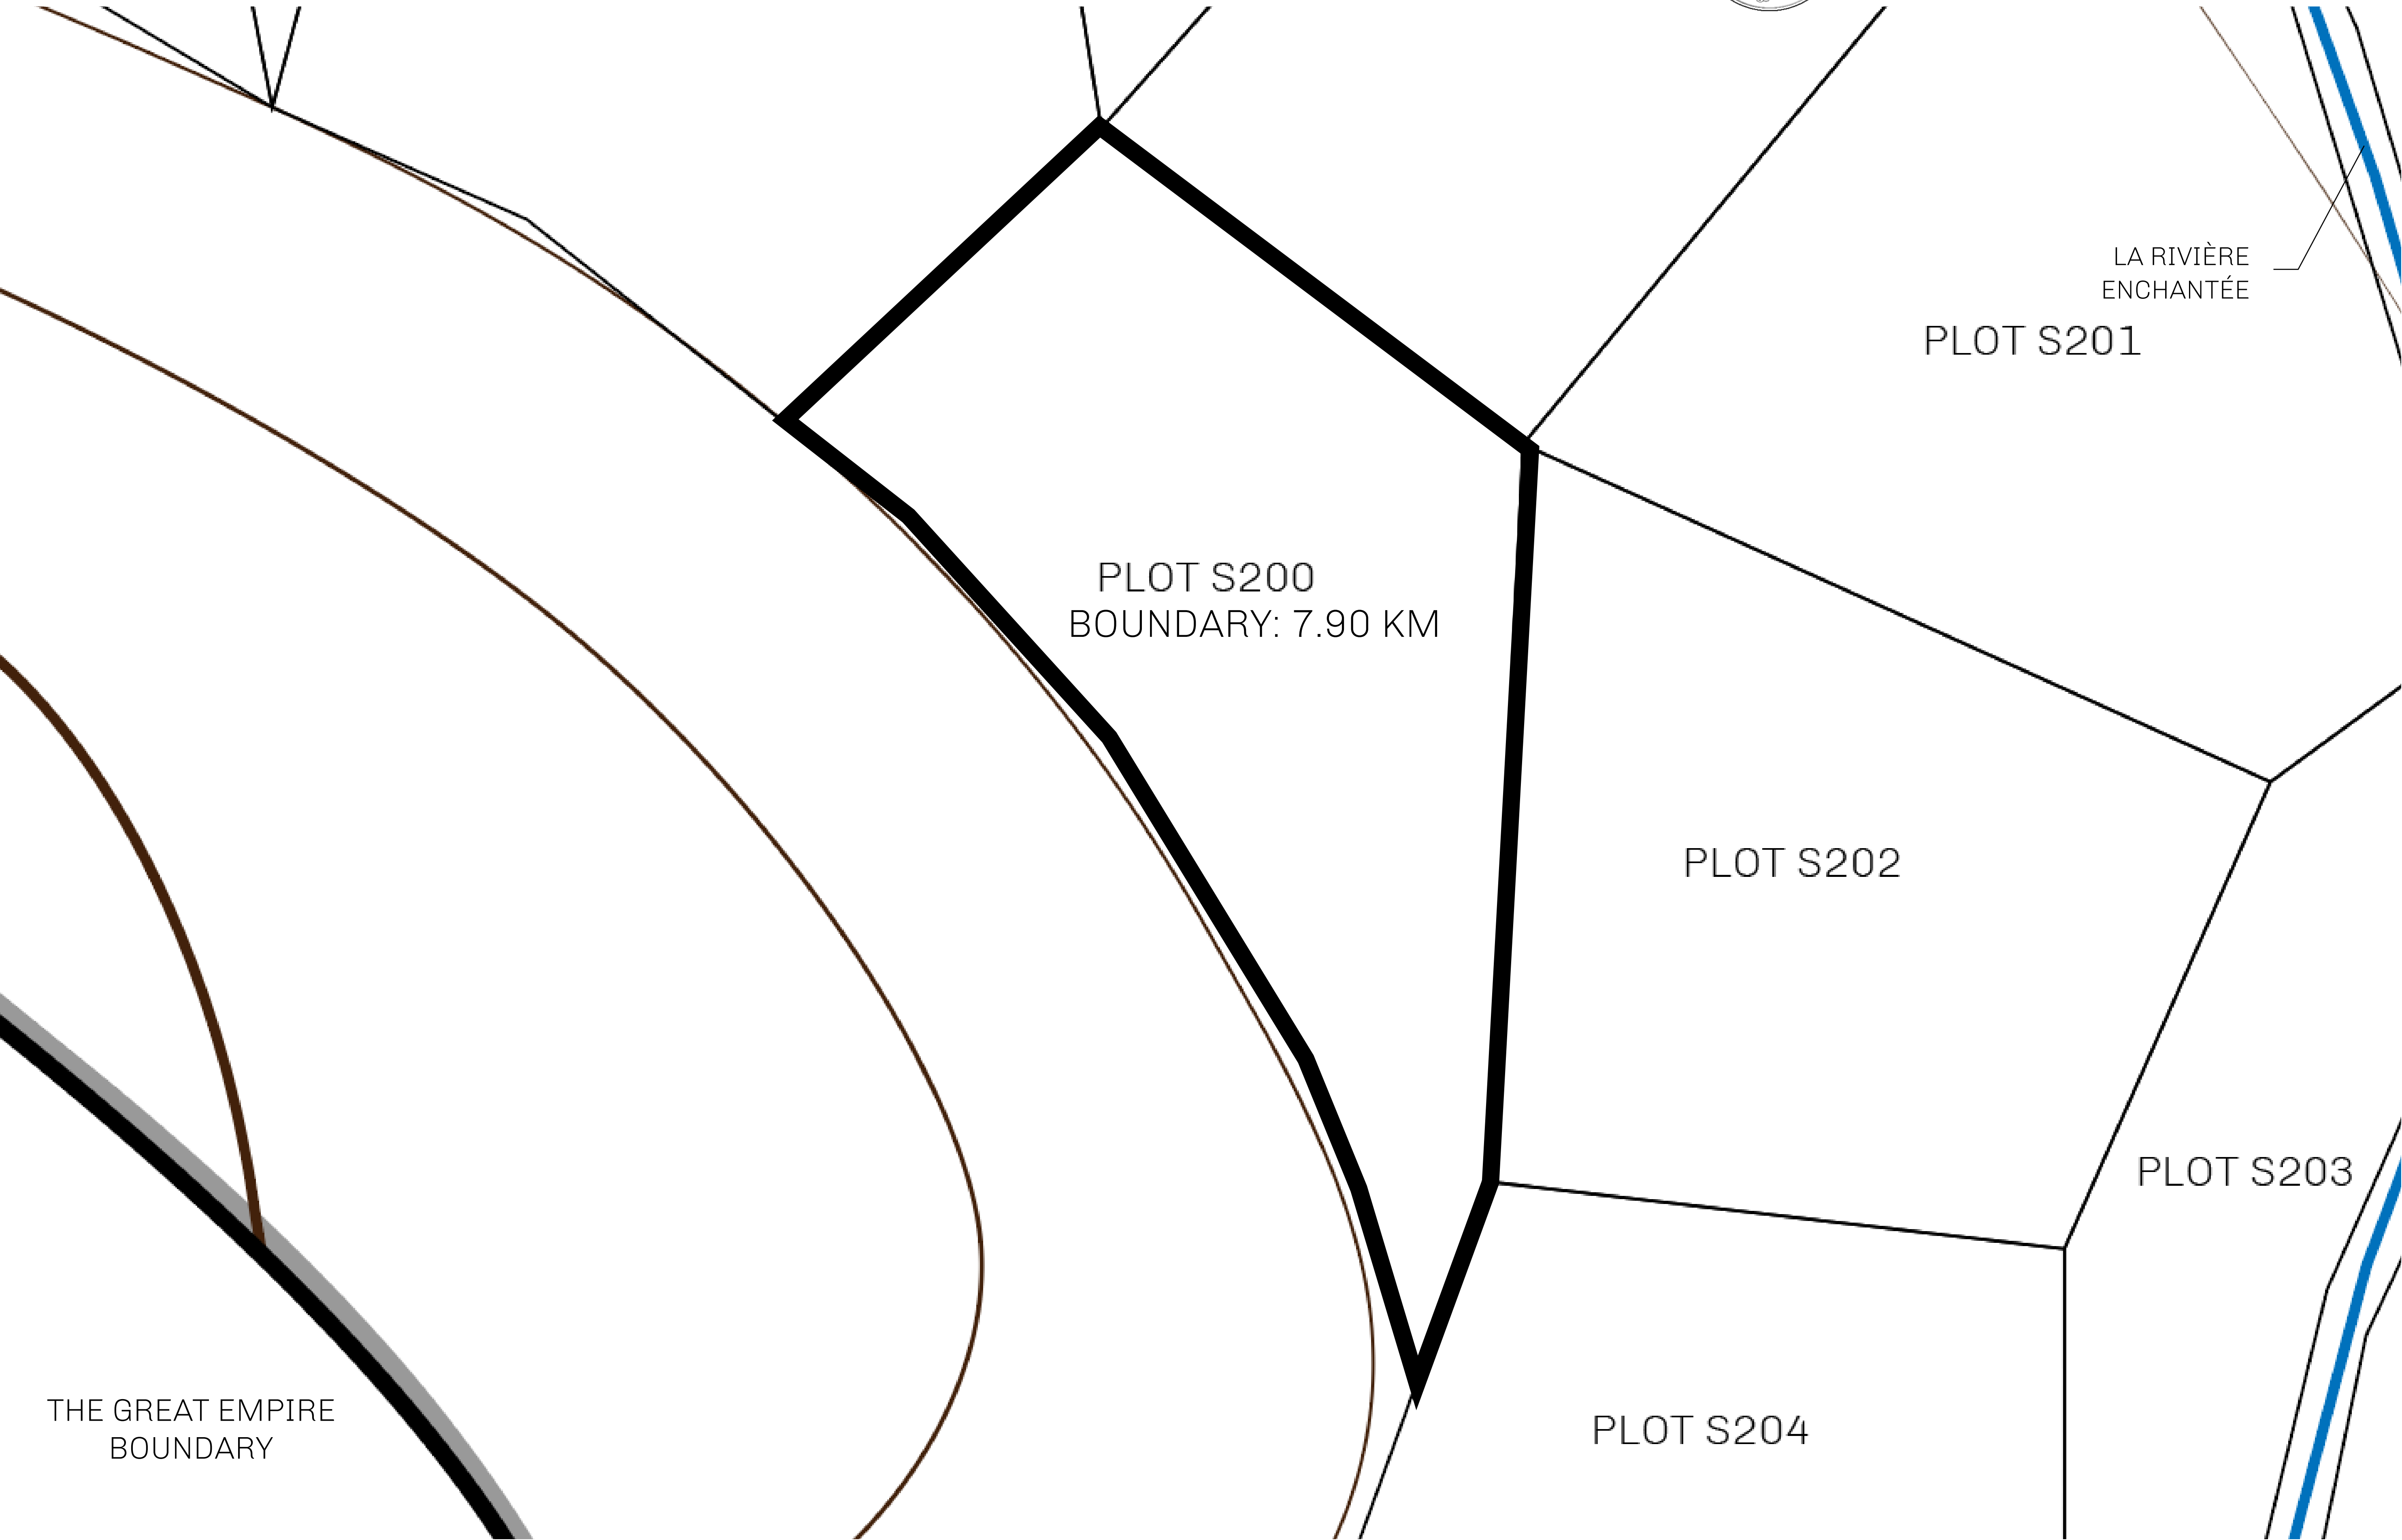 LA RIVIÈRE
ENCHANTÉE
PLOT S201
PLOT S200
BOUNDARY: 7.90 KM
PLOT S202
PLOT S203
THE GREAT EMPIRE
BOUNDARY
PLOT S204